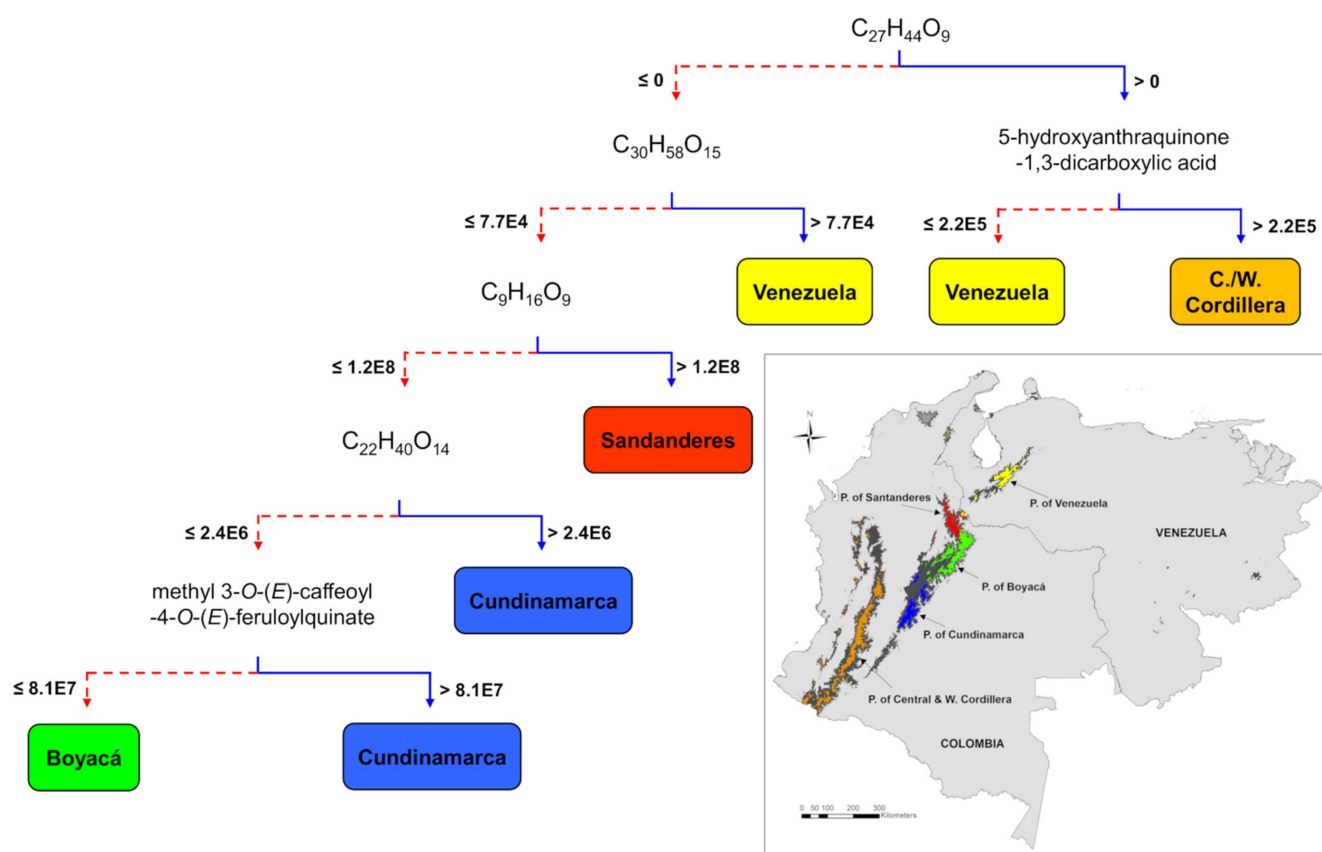 C₂₇H₄₄O₉
≤ 0
> 0
C₃₀H₅₈O₁₅
5-hydroxyanthraquinone
-1,3-dicarboxylic acid
≤ 7.7E4
> 7.7E4
≤ 2.2E5
> 2.2E5
C₉H₁₆O₉
Venezuela
Venezuela
C./W.
Cordillera
≤ 1.2E8
> 1.2E8
C₂₂H₄₀O₁₄
Sandanderes
≤ 2.4E6
> 2.4E6
methyl 3-O-(E)-caffeoyl
-4-O-(E)-feruloylquinate
Cundinamarca
≤ 8.1E7
> 8.1E7
Boyacá
Cundinamarca
N
P. of Santanderes
P. of Venezuela
VENEZUELA
P. of Boyacá
P. of Cundinamarca
P. of Central & W. Cordillera
COLOMBIA
0 50 100 200 300
Kilometers